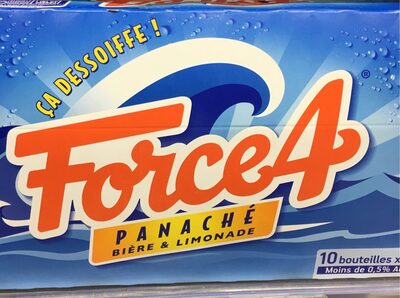 ÇA DESSOIFFE !
Force4
®
PANACHÉ
BIÈRE & LIMONADE
10 bouteilles x
Moins de 0,5% A